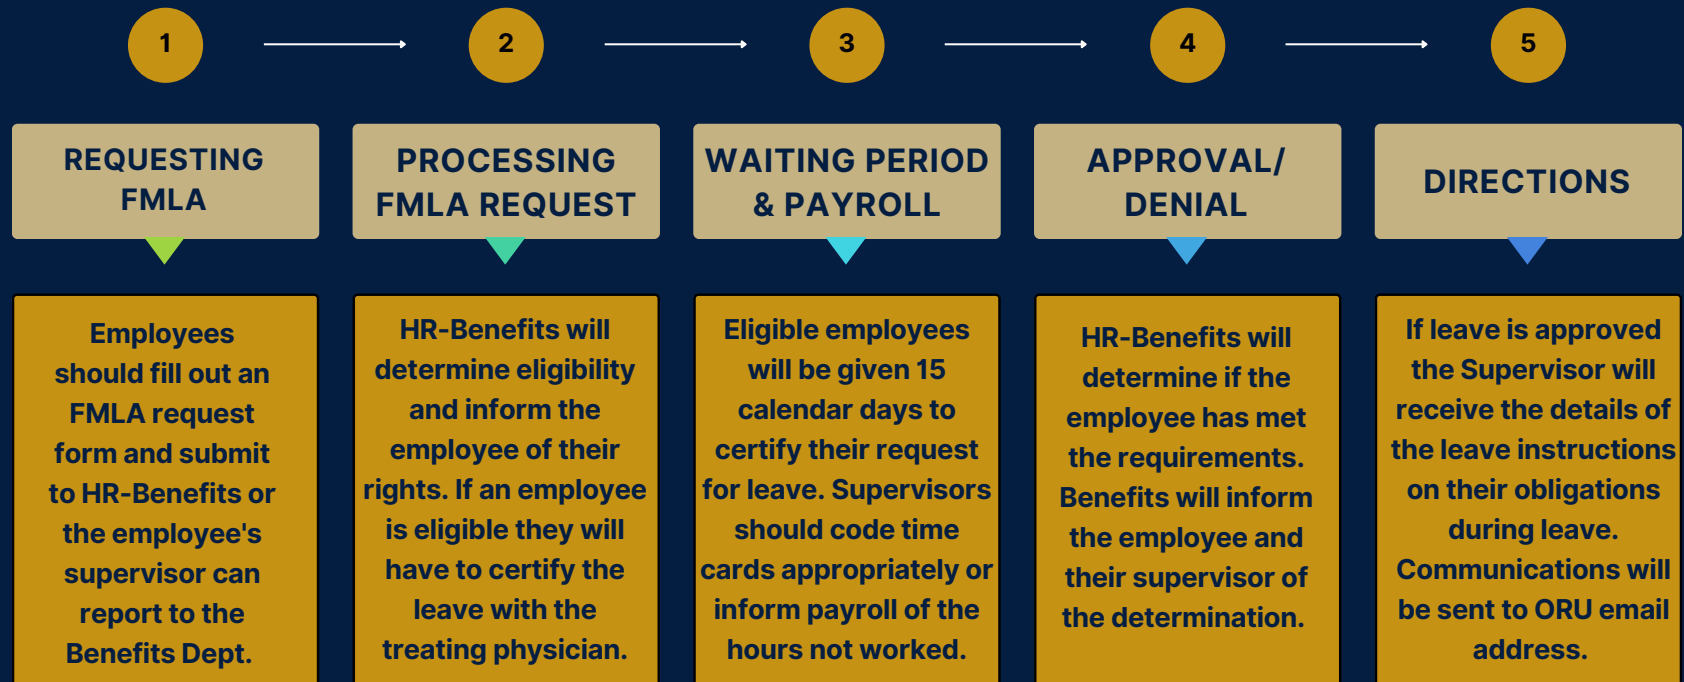 1
2
3
4
5
REQUESTING
FMLA
PROCESSING
FMLA REQUEST
WAITING PERIOD
& PAYROLL
APPROVAL/
DENIAL
DIRECTIONS
Employees
should fill out an
FMLA request
form and submit
to HR-Benefits or
the employee's
supervisor can
report to the
Benefits Dept.
HR-Benefits will
determine eligibility
and inform the
employee of their
rights. If an employee
is eligible they will
have to certify the
leave with the
treating physician.
Eligible employees
will be given 15
calendar days to
certify their request
for leave. Supervisors
should code time
cards appropriately or
inform payroll of the
hours not worked.
HR-Benefits will
determine if the
employee has met
the requirements.
Benefits will inform
the employee and
their supervisor of
the determination.
If leave is approved
the Supervisor will
receive the details of
the leave instructions
on their obligations
during leave.
Communications will
be sent to ORU email
address.